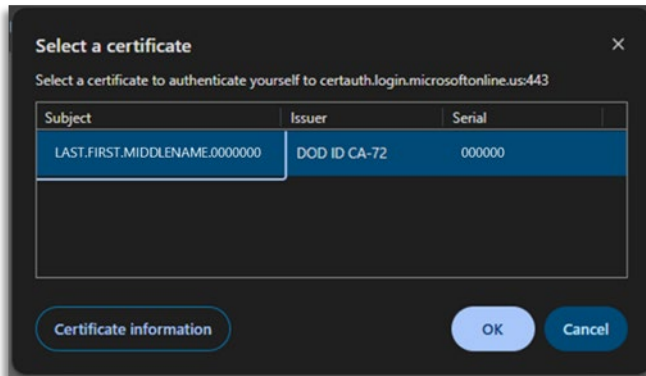 Select a certificate
Select a certificate to authenticate yourself to certauth.login.microsoftonline.us:443
Subject Issuer Serial
LAST.FIRST.MIDDLENAME.0000000 DOD ID CA-72 000000
Certificate information OK Cancel